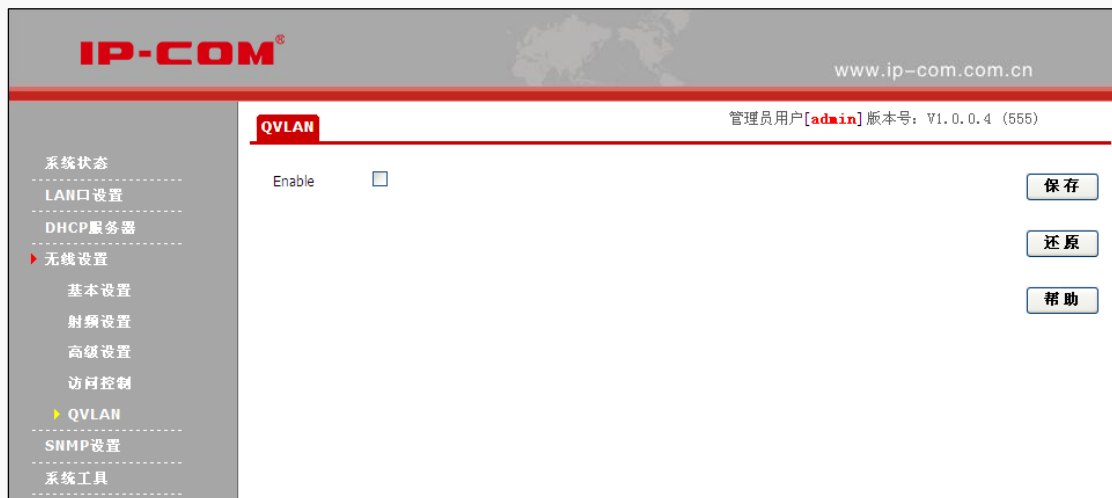 IP-COM®
www.ip-com.com.cn
QVLAN
管理员用户[admin]版本号：V1.0.0.4 (555)
系统状态
LAN口设置
DHCP服务器
无线设置
基本设置
射频设置
高级设置
访问控制
QVLAN
SNMP设置
系统工具
Enable
保存
还原
帮助